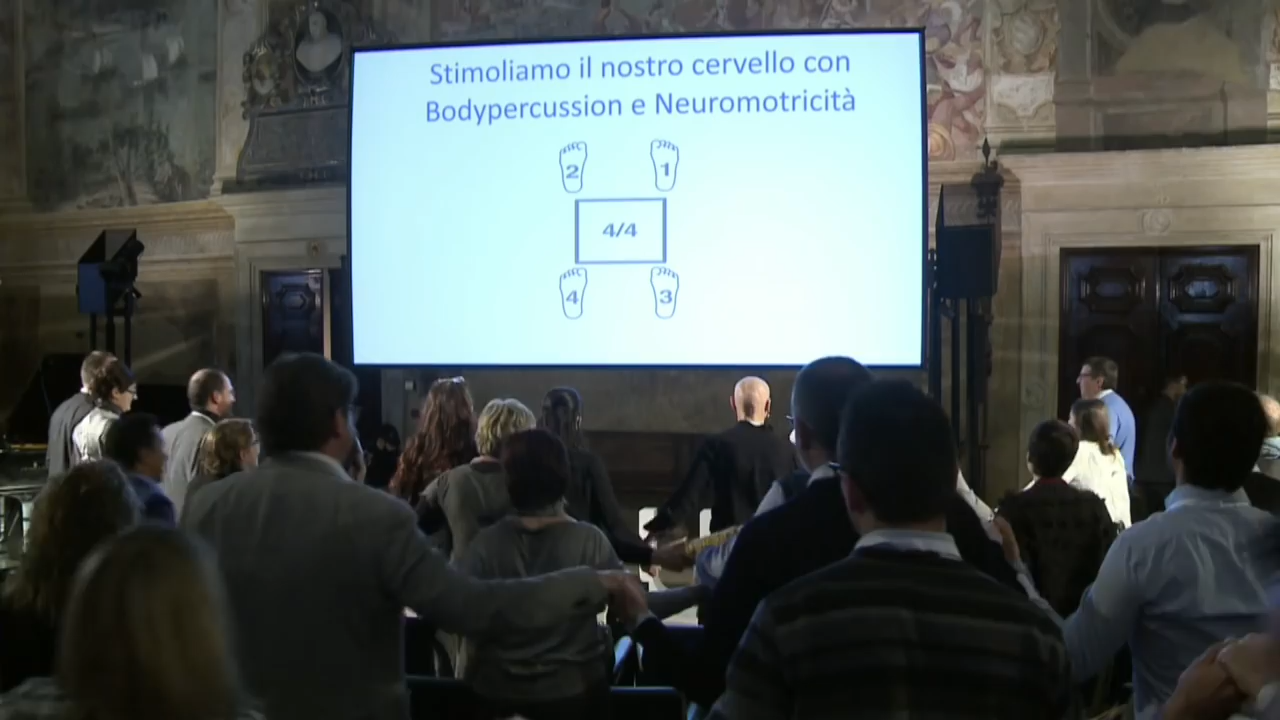 Stimoliamo il nostro cervello con
Bodypercussion e Neuromotricità
2 1
4/4
4 3